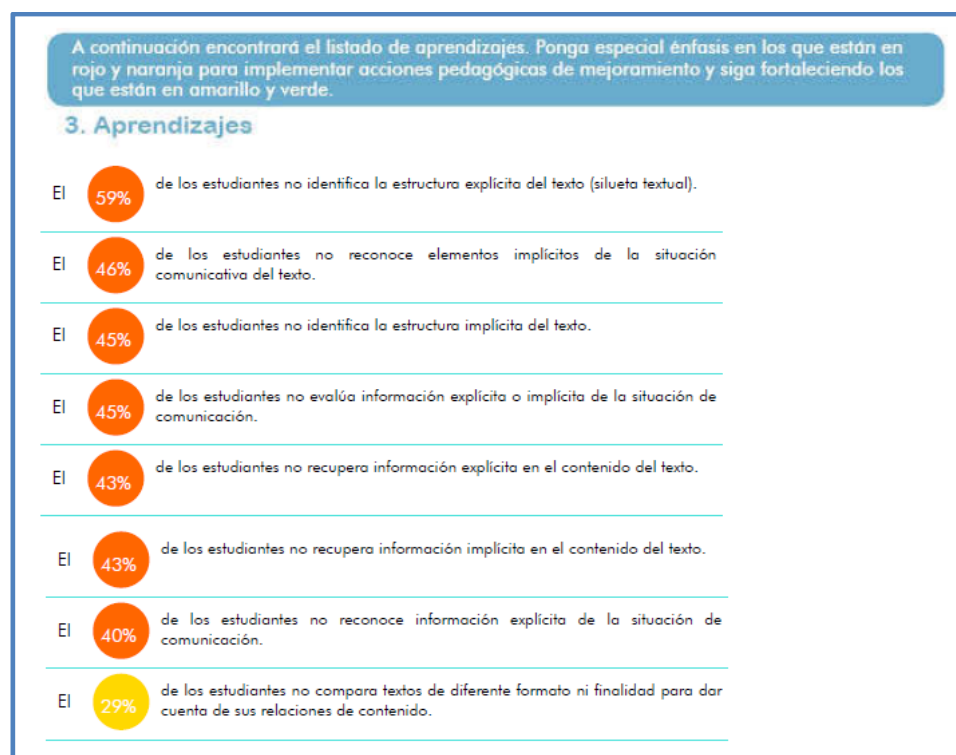 A continuación encontrará el listado de aprendizajes. Ponga especial énfasis en los que están en
rojo y naranja para implementar acciones pedagógicas de mejoramiento y siga fortaleciendo los
que están en amarillo y verde.
3. Aprendizajes
El 59% de los estudiantes no identifica la estructura explícita del texto (silueta textual).
El 46% de los estudiantes no reconoce elementos implícitos de la situación
comunicativa del texto.
El 45% de los estudiantes no identifica la estructura implícita del texto.
El 45% de los estudiantes no evalúa información explícita o implícita de la situación de
comunicación.
El 43% de los estudiantes no recupera información explícita en el contenido del texto.
El 43% de los estudiantes no recupera información implícita en el contenido del texto.
El 40% de los estudiantes no reconoce información explícita de la situación de
comunicación.
El 29% de los estudiantes no compara textos de diferente formato ni finalidad para dar
cuenta de sus relaciones de contenido.